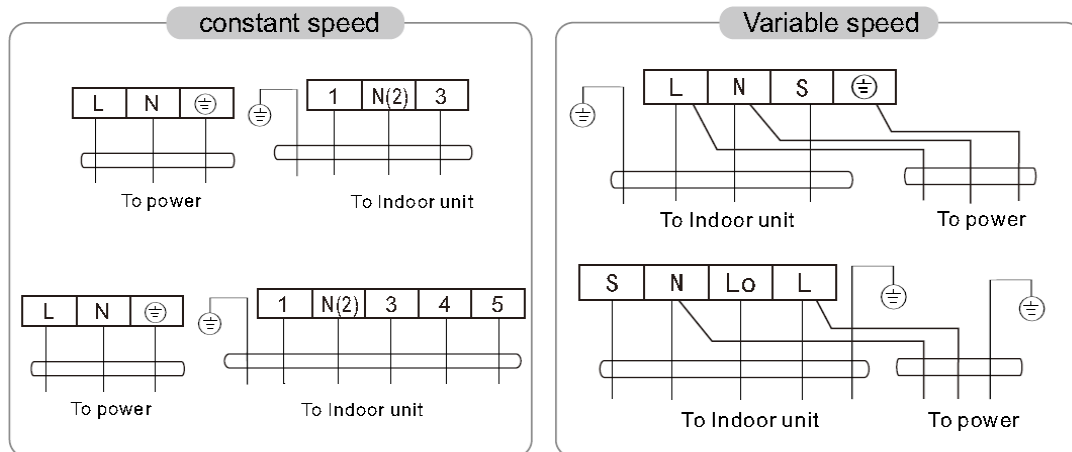 constant speed
L N 1 N(2) 3
To power To Indoor unit
L N 1 N(2) 3 4 5
To power To Indoor unit
Variable speed
L N S
To Indoor unit To power
S N Lo L
To Indoor unit To power